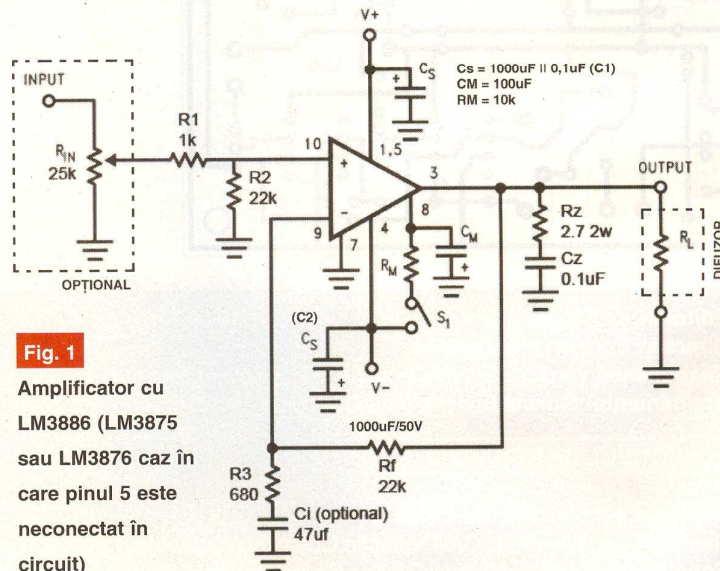 V+
INPUT
RIN
25k
OPȚIONAL
R1
1k
R2
22k
10
+
−
9
7
1,5
4
3
8
CS
+
Cs = 1000uF II 0,1uF (C1)
CM = 100uF
RM = 10k
OUTPUT
Rz
2.7 2w
Cz
0.1uF
RL
DIFUZOR
CM
+
RM
S1
(C2)
CS
+
V−
1000uF/50V
Rf
22k
R3
680
Ci (optional)
47uf
Fig. 1
Amplificator cu
LM3886 (LM3875
sau LM3876 caz în
care pinul 5 este
neconectat în
circuit)